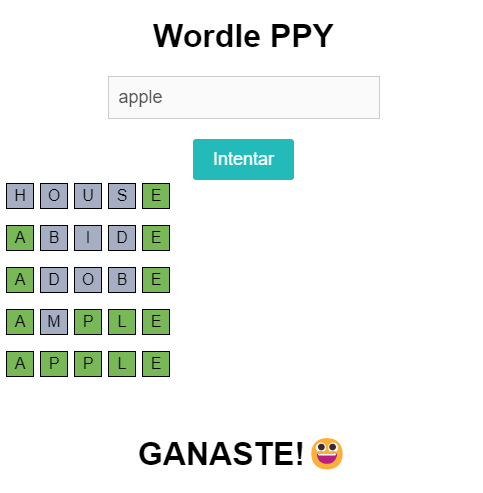 Wordle PPY
apple
Intentar
H O U S E
A B I D E
A D O B E
A M P L E
A P P L E
GANASTE! 😀